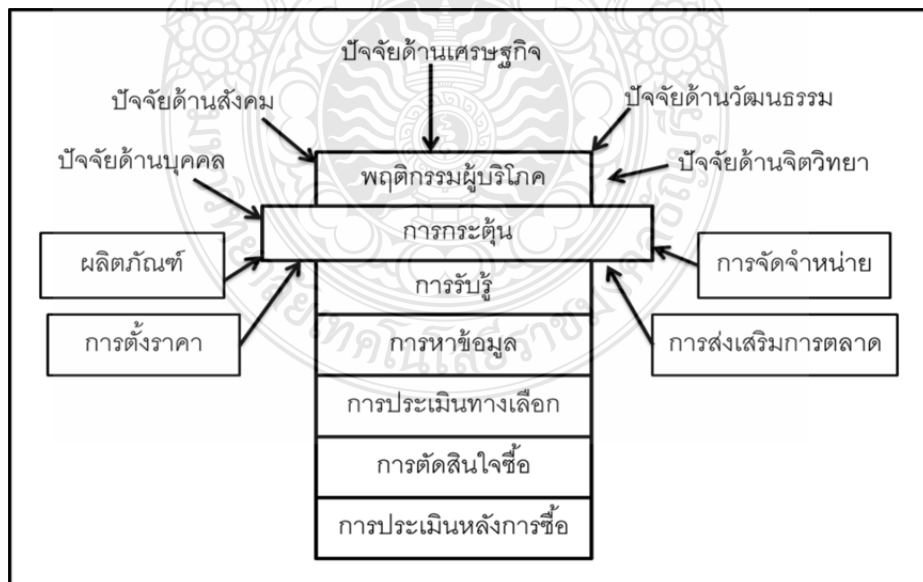 ปัจจัยด้านเศรษฐกิจ
ปัจจัยด้านสังคม
ปัจจัยด้านวัฒนธรรม
ปัจจัยด้านบุคคล
พฤติกรรมผู้บริโภค
ปัจจัยด้านจิตวิทยา
การกระตุ้น
ผลิตภัณฑ์
การจัดจำหน่าย
การรับรู้
การตั้งราคา
การหาข้อมูล
การส่งเสริมการตลาด
การประเมินทางเลือก
การตัดสินใจซื้อ
การประเมินหลังการซื้อ